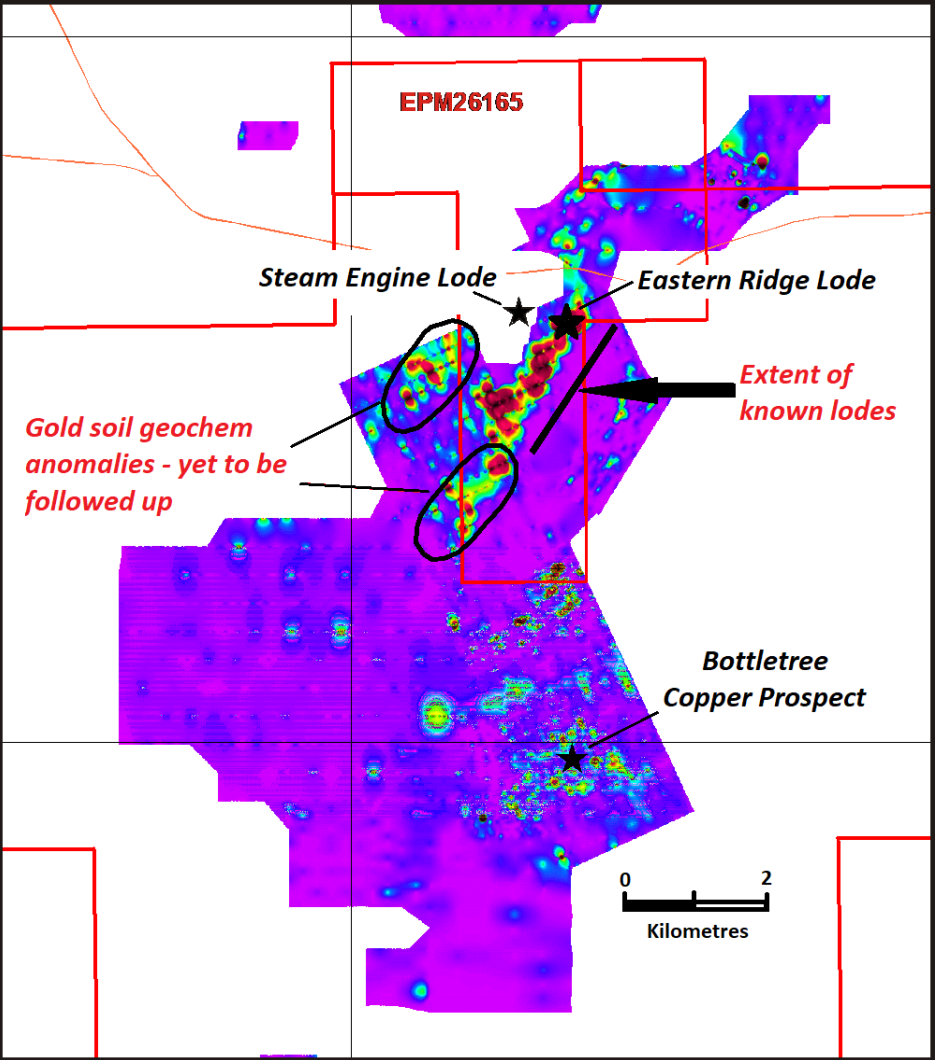 EPM26165
Steam Engine Lode
Eastern Ridge Lode
Extent of
known lodes
Gold soil geochem
anomalies - yet to be
followed up
Bottletree
Copper Prospect
0 2
Kilometres